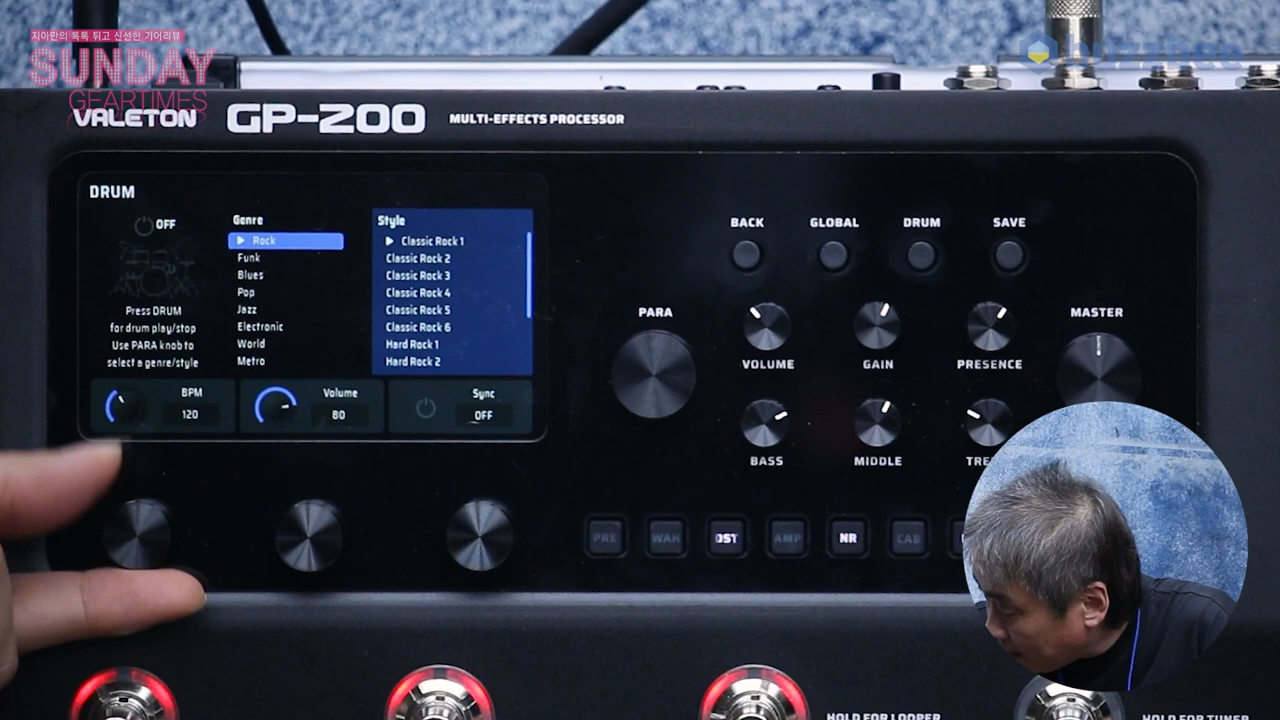 지아판의 톡톡 튀고 신선한 기어리뷰
SUNDAY
GEARTIMES
VALETON GP-200 MULTI-EFFECTS PROCESSOR
DRUM
OFF
Press DRUM
for drum play/stop
Use PARA knob to
select a genre/style
Genre
Rock
Funk
Blues
Pop
Jazz
Electronic
World
Metro
Style
Classic Rock 1
Classic Rock 2
Classic Rock 3
Classic Rock 4
Classic Rock 5
Classic Rock 6
Hard Rock 1
Hard Rock 2
BPM
120
Volume
80
Sync
OFF
BACK GLOBAL DRUM SAVE
PARA
MASTER
VOLUME GAIN PRESENCE
BASS MIDDLE
PRE WAH DST AMP NR CAB
HOLD FOR LOOPER
HOLD FOR TUNER